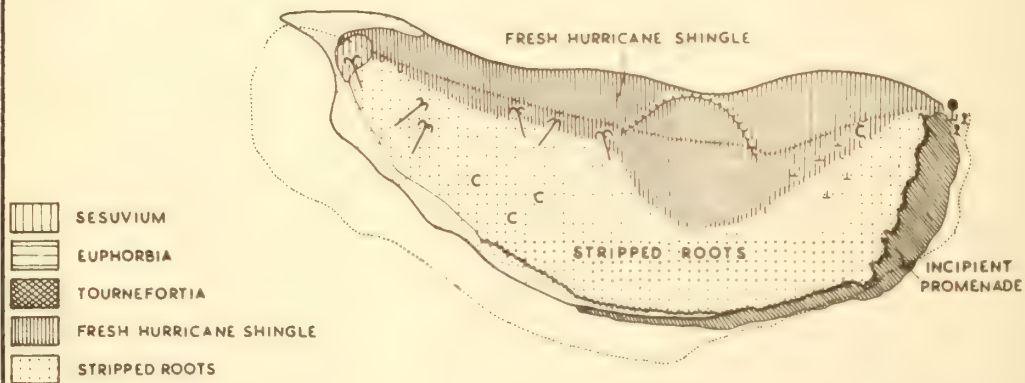 FRESH HURRICANE SHINGLE
C
C
C
C
STRIPPED ROOTS
INCIPIENT
PROMENADE
SESUVIUM
EUPHORBIA
TOURNEFORTIA
FRESH HURRICANE SHINGLE
STRIPPED ROOTS